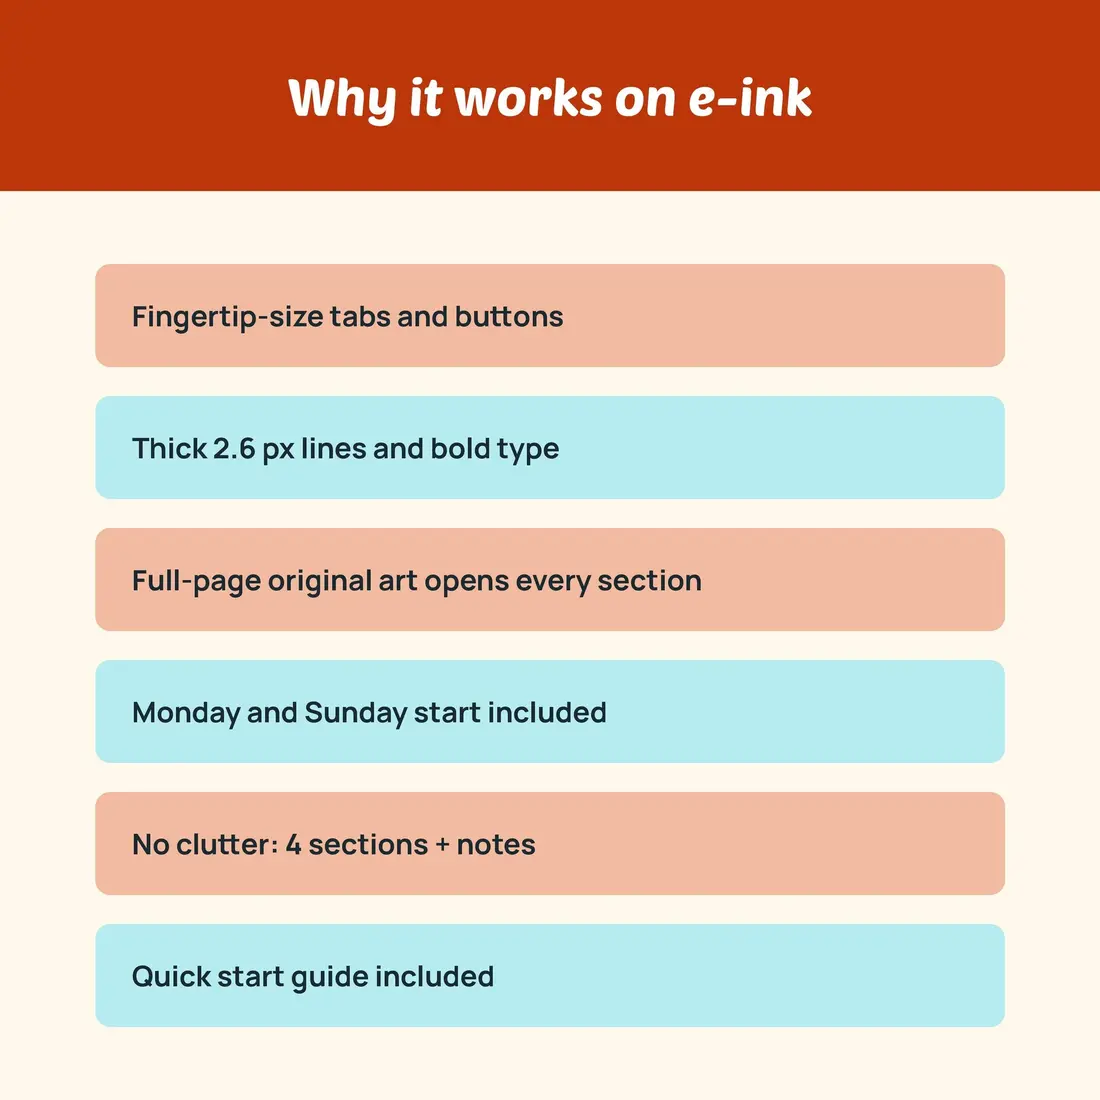 Why it works on e-ink
Fingertip-size tabs and buttons
Thick 2.6 px lines and bold type
Full-page original art opens every section
Monday and Sunday start included
No clutter: 4 sections + notes
Quick start guide included